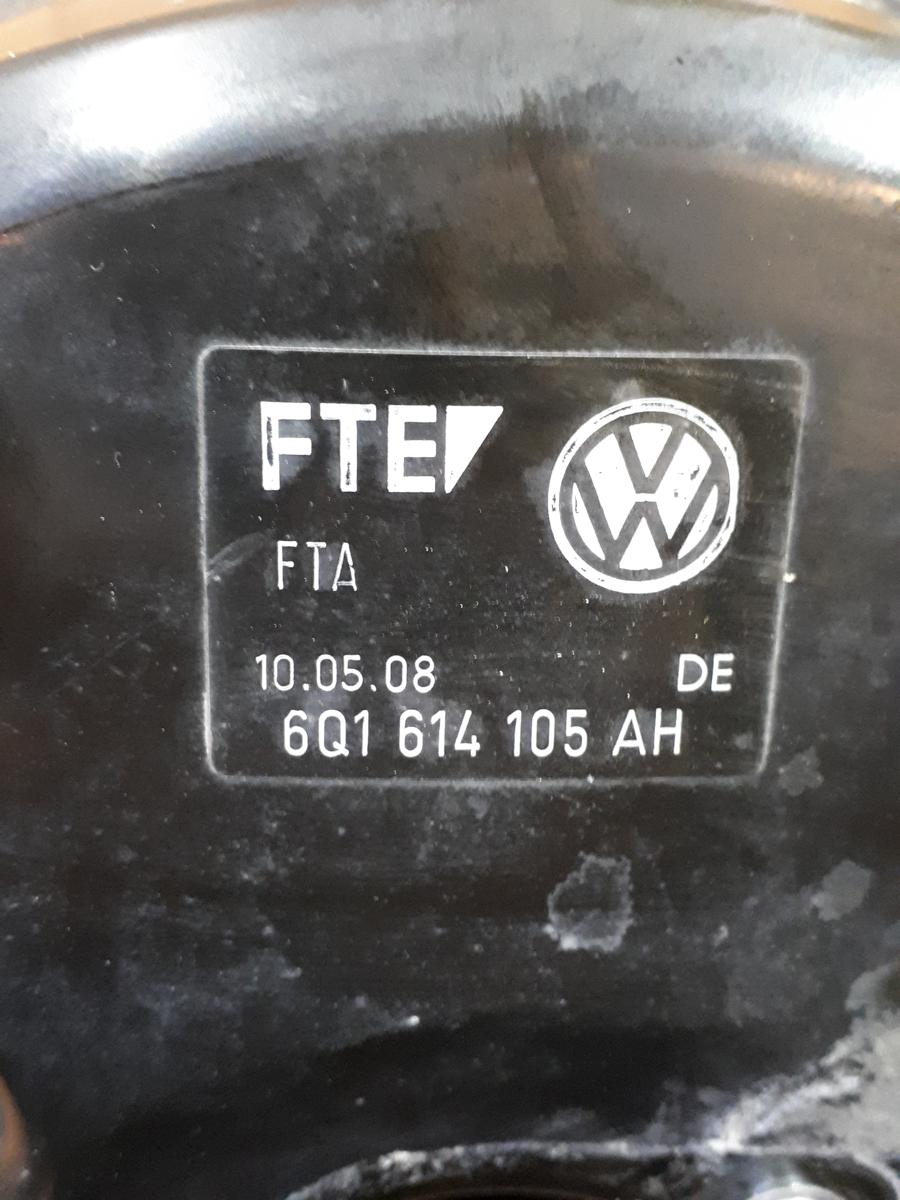 FTE
FTA
10.05.08 DE
6Q1 614 105 AH